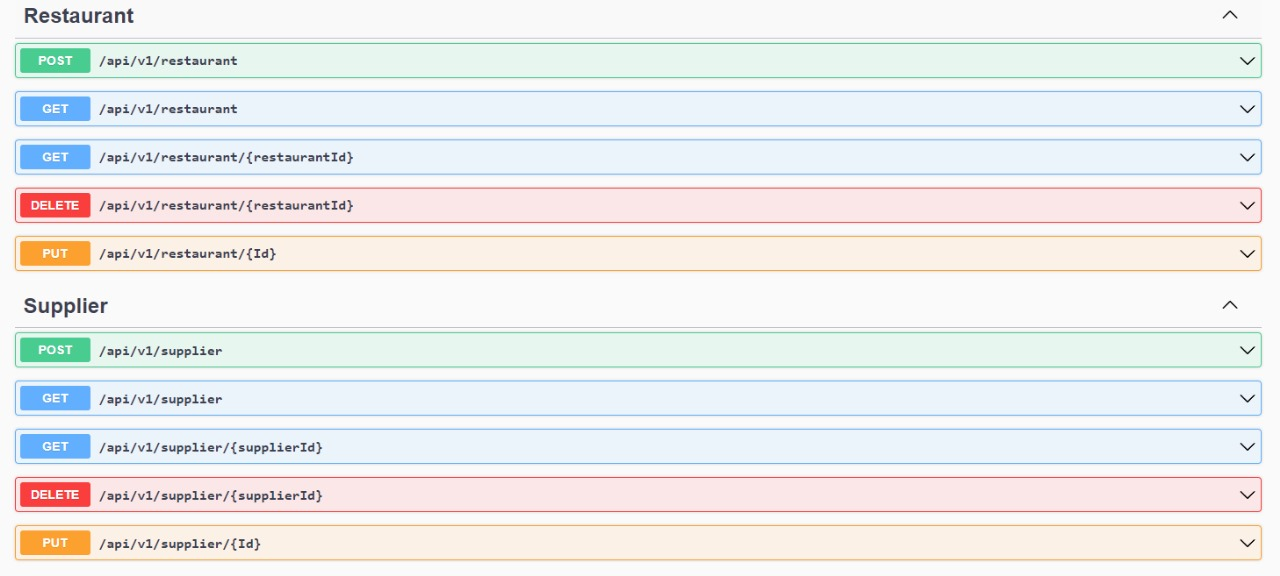 Restaurant
POST /api/v1/restaurant
GET /api/v1/restaurant
GET /api/v1/restaurant/{restaurantId}
DELETE /api/v1/restaurant/{restaurantId}
PUT /api/v1/restaurant/{Id}
Supplier
POST /api/v1/supplier
GET /api/v1/supplier
GET /api/v1/supplier/{supplierId}
DELETE /api/v1/supplier/{supplierId}
PUT /api/v1/supplier/{Id}